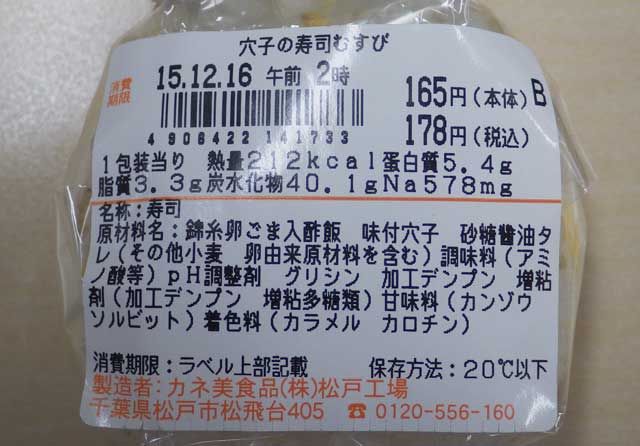 穴子の寿司むすび
消費期限 15.12.16 午前 2時
165円(本体) B
4906422141733
178円(税込)
1包装当り 熱量212kcal蛋白質5.4g
脂質3.3g炭水化物40.1gNa578mg
名称:寿司
原材料名:錦糸卵ごま入酢飯 味付穴子 砂糖醤油タ
レ(その他小麦 卵由来原材料を含む)調味料(アミ
ノ酸等)pH調整剤 グリシン 加工デンプン 増粘
剤(加工デンプン 増粘多糖類)甘味料(カンゾウ
ソルビット)着色料(カラメル カロチン)
消費期限:ラベル上部記載 保存方法:20℃以下
製造者:カネ美食品(株)松戸工場
千葉県松戸市松飛台405 ☎0120-556-160